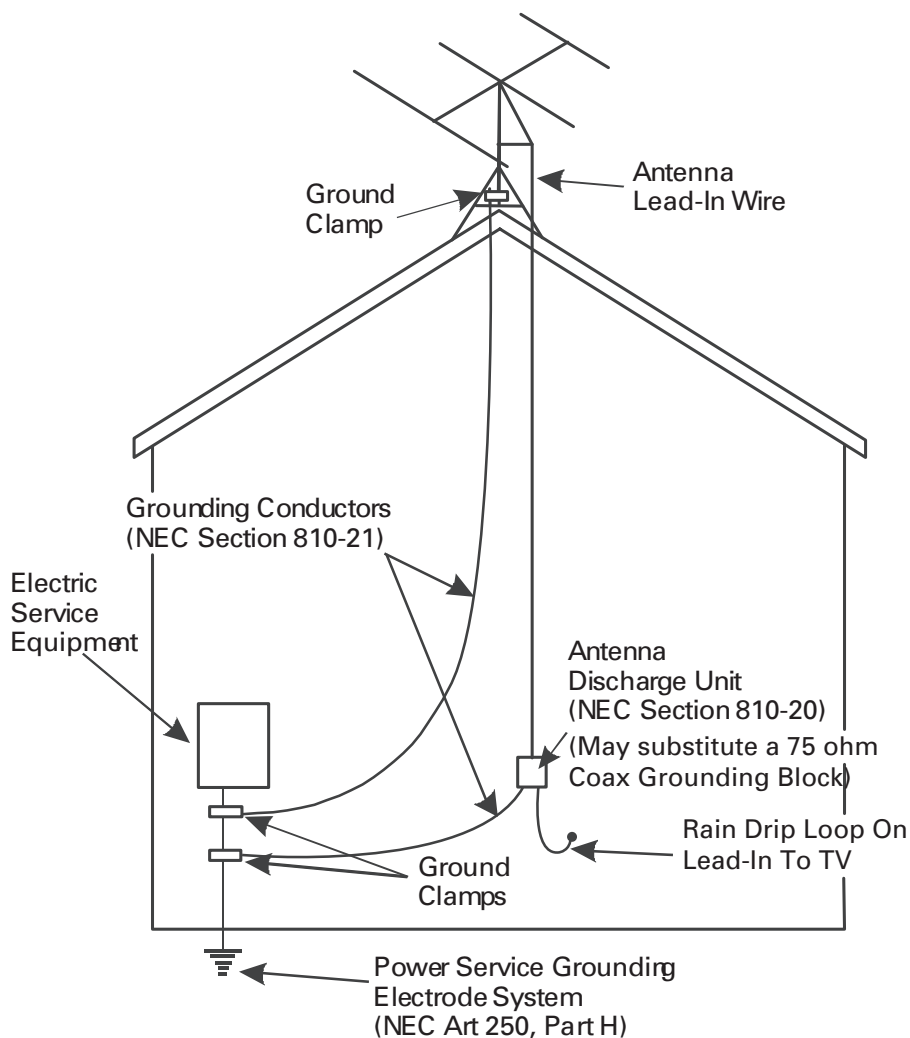 Antenna
Lead-In Wire
Ground
Clamp
Grounding Conductors
(NEC Section 810-21)
Electric
Service
Equipment
Antenna
Discharge Unit
(NEC Section 810-20)
(May substitute a 75 ohm
Coax Grounding Block)
Rain Drip Loop On
Lead-In To TV
Ground
Clamps
Power Service Grounding
Electrode System
(NEC Art 250, Part H)